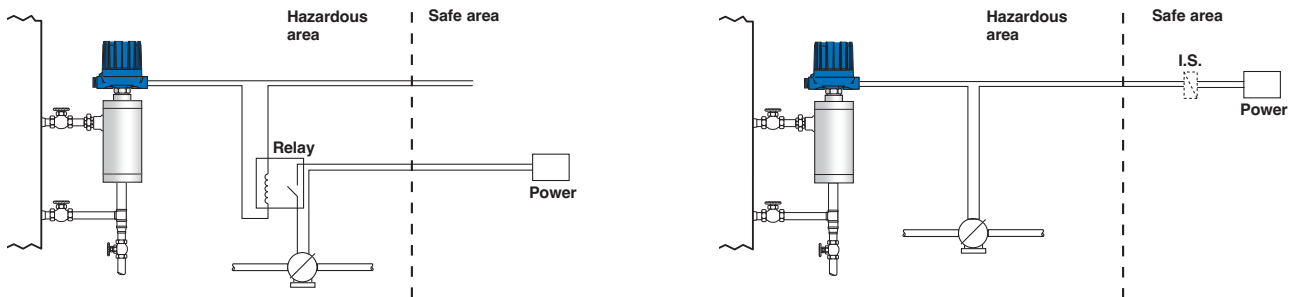 Hazardous
area
Safe area
Relay
Power
Hazardous
area
Safe area
I.S.
Power